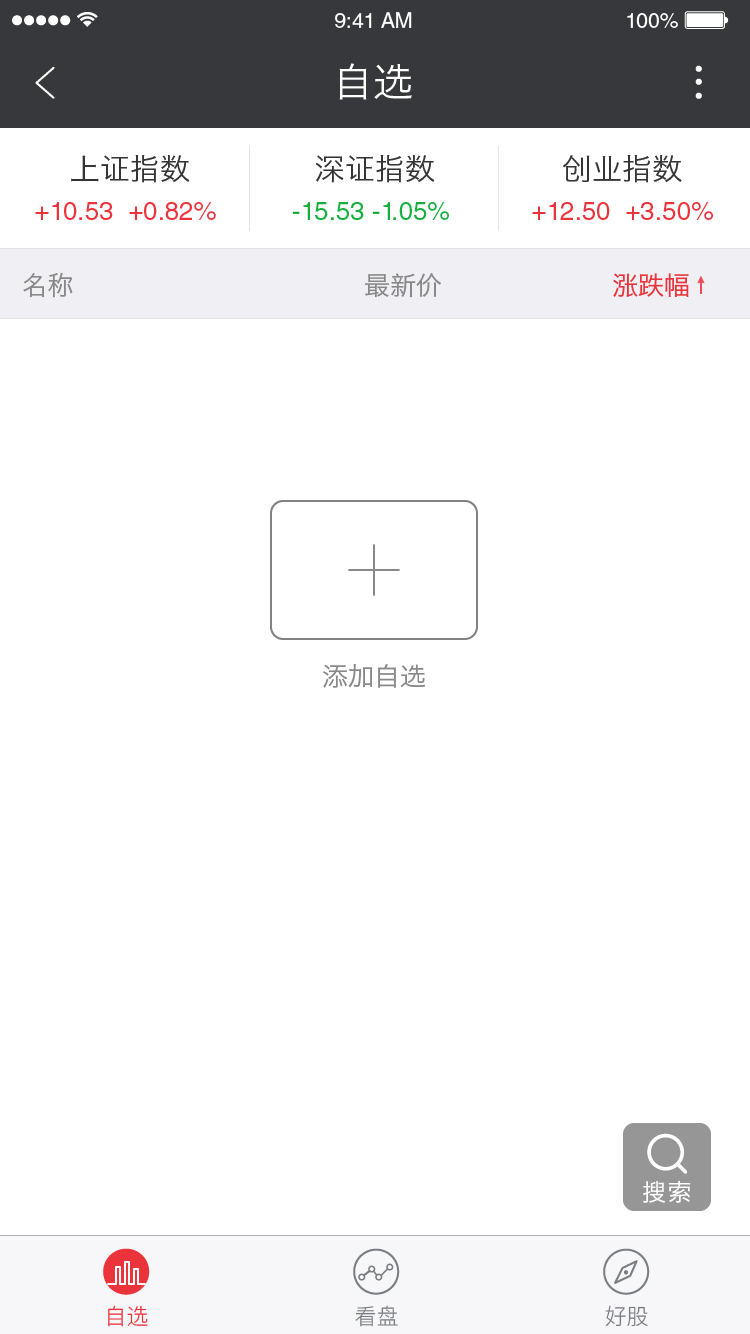 9:41 AM 100%
自选
上证指数 深证指数 创业指数
+10.53 +0.82% -15.53 -1.05% +12.50 +3.50%
名称 最新价 涨跌幅
添加自选
搜索
自选 看盘 好股